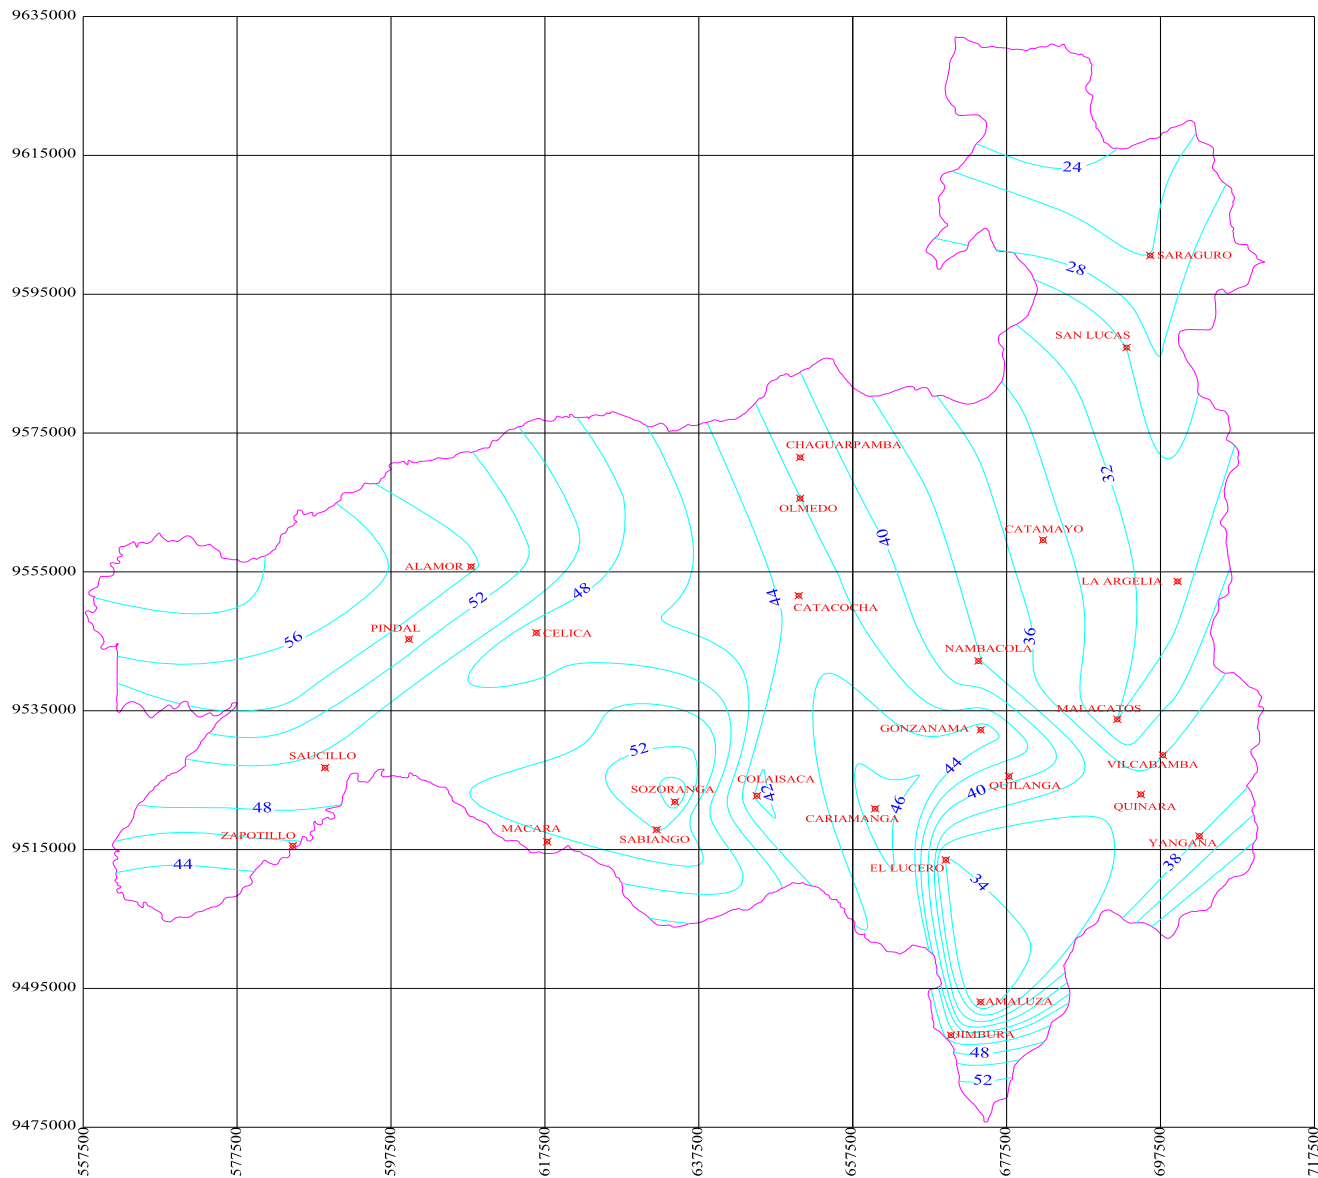 9635000
9615000
24
SARAGURO
28
9595000
SAN LUCAS
9575000
CHAGUARPAMBA
32
OLMEDO
CATAMAYO
40
9555000
ALAMOR
LA ARGELIA
48
52
44
CATACOCHA
PINDAL
CELICA
56
36
NAMBACOLA
9535000
MALACATOS
GONZANAMA
52
SAUCILLO
44
VILCABAMBA
COLAISACA
QUILANGA
SOZORANGA
42
40
46
48
QUINARA
CARIAMANGA
MACARA
ZAPOTILLO
SABIANGO
YANGANA
9515000
44
38
EL LUCERO
34
9495000
AMALUZA
JIMBURA
48
52
9475000
557500
577500
597500
617500
637500
657500
677500
697500
717500